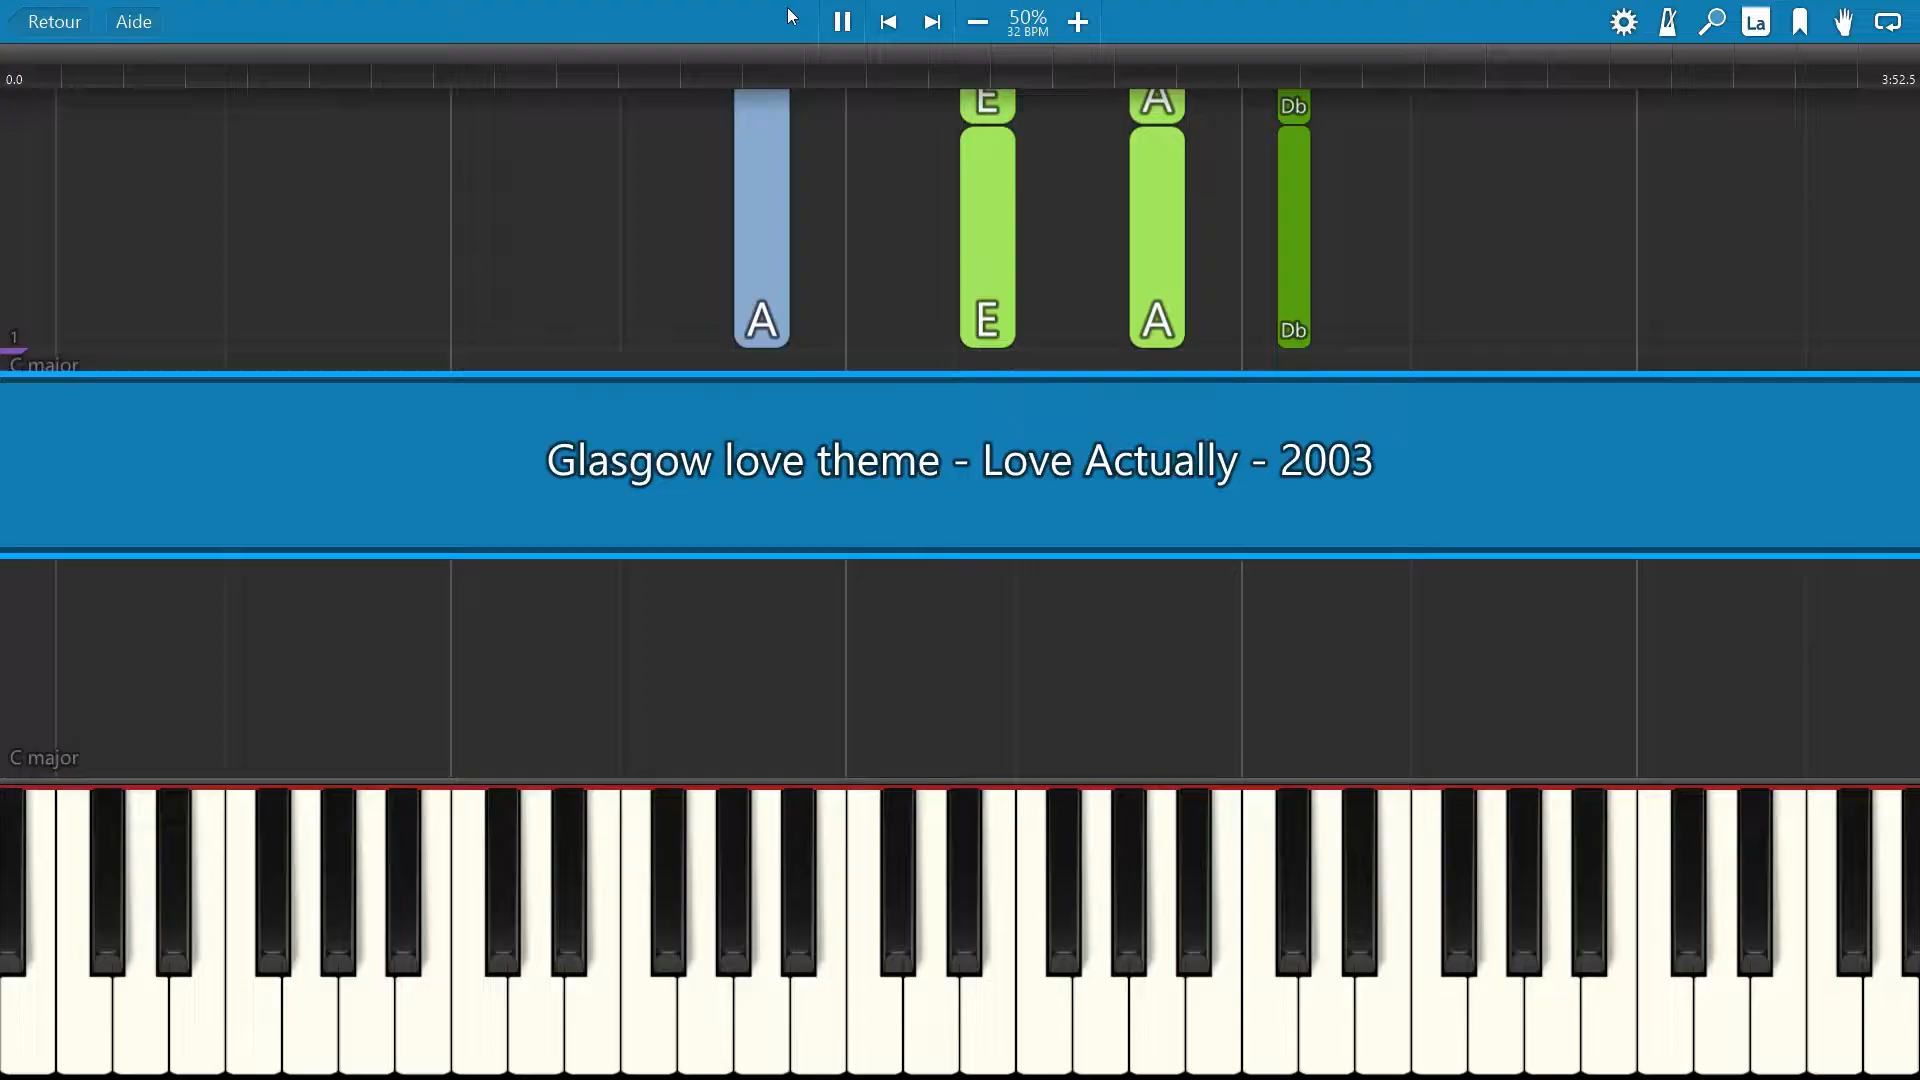 Retour Aide 50% La
32 BPM
0.0 3:52.5
E A Db
A E A Db
1
C major
Glasgow love theme - Love Actually - 2003
C major